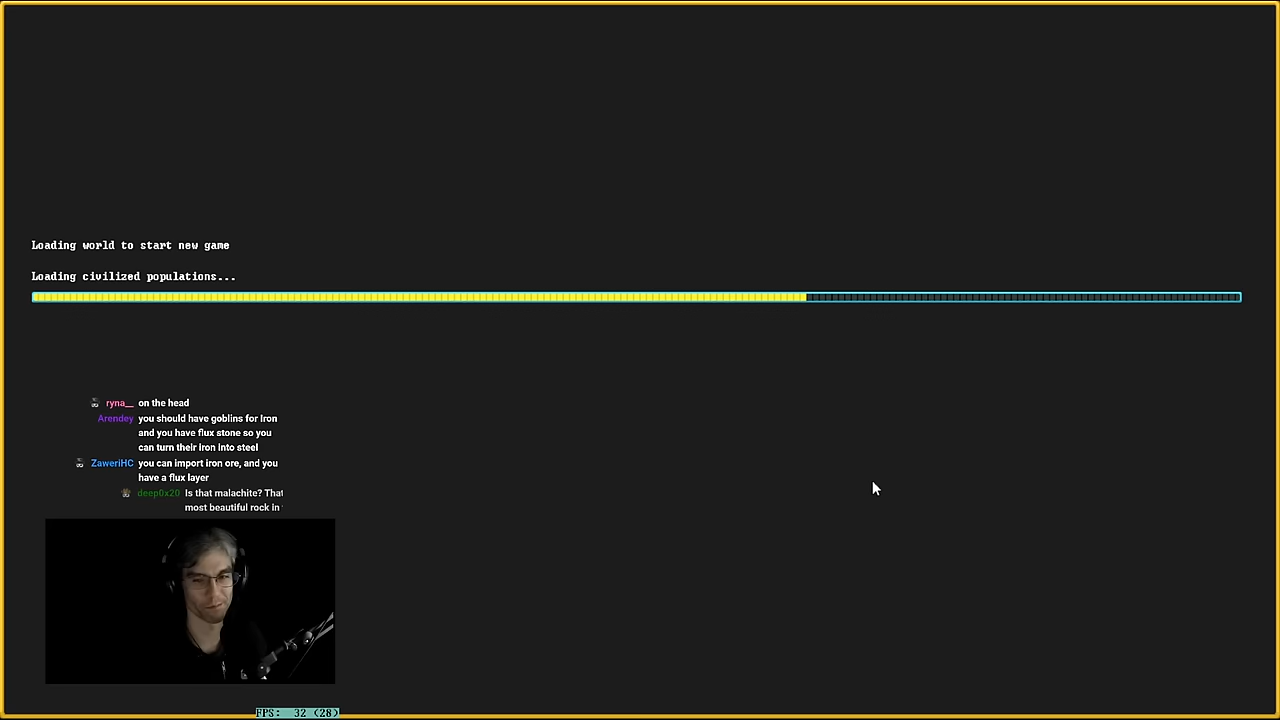 Loading world to start new game
Loading civilized populations...
ryna__ on the head
Arendey you should have goblins for Iron
and you have flux stone so you
can turn their iron into steel
ZaweriHC you can import iron ore, and you
have a flux layer
deep0x20 Is that malachite? That
most beautiful rock in
FPS: 32 (28)